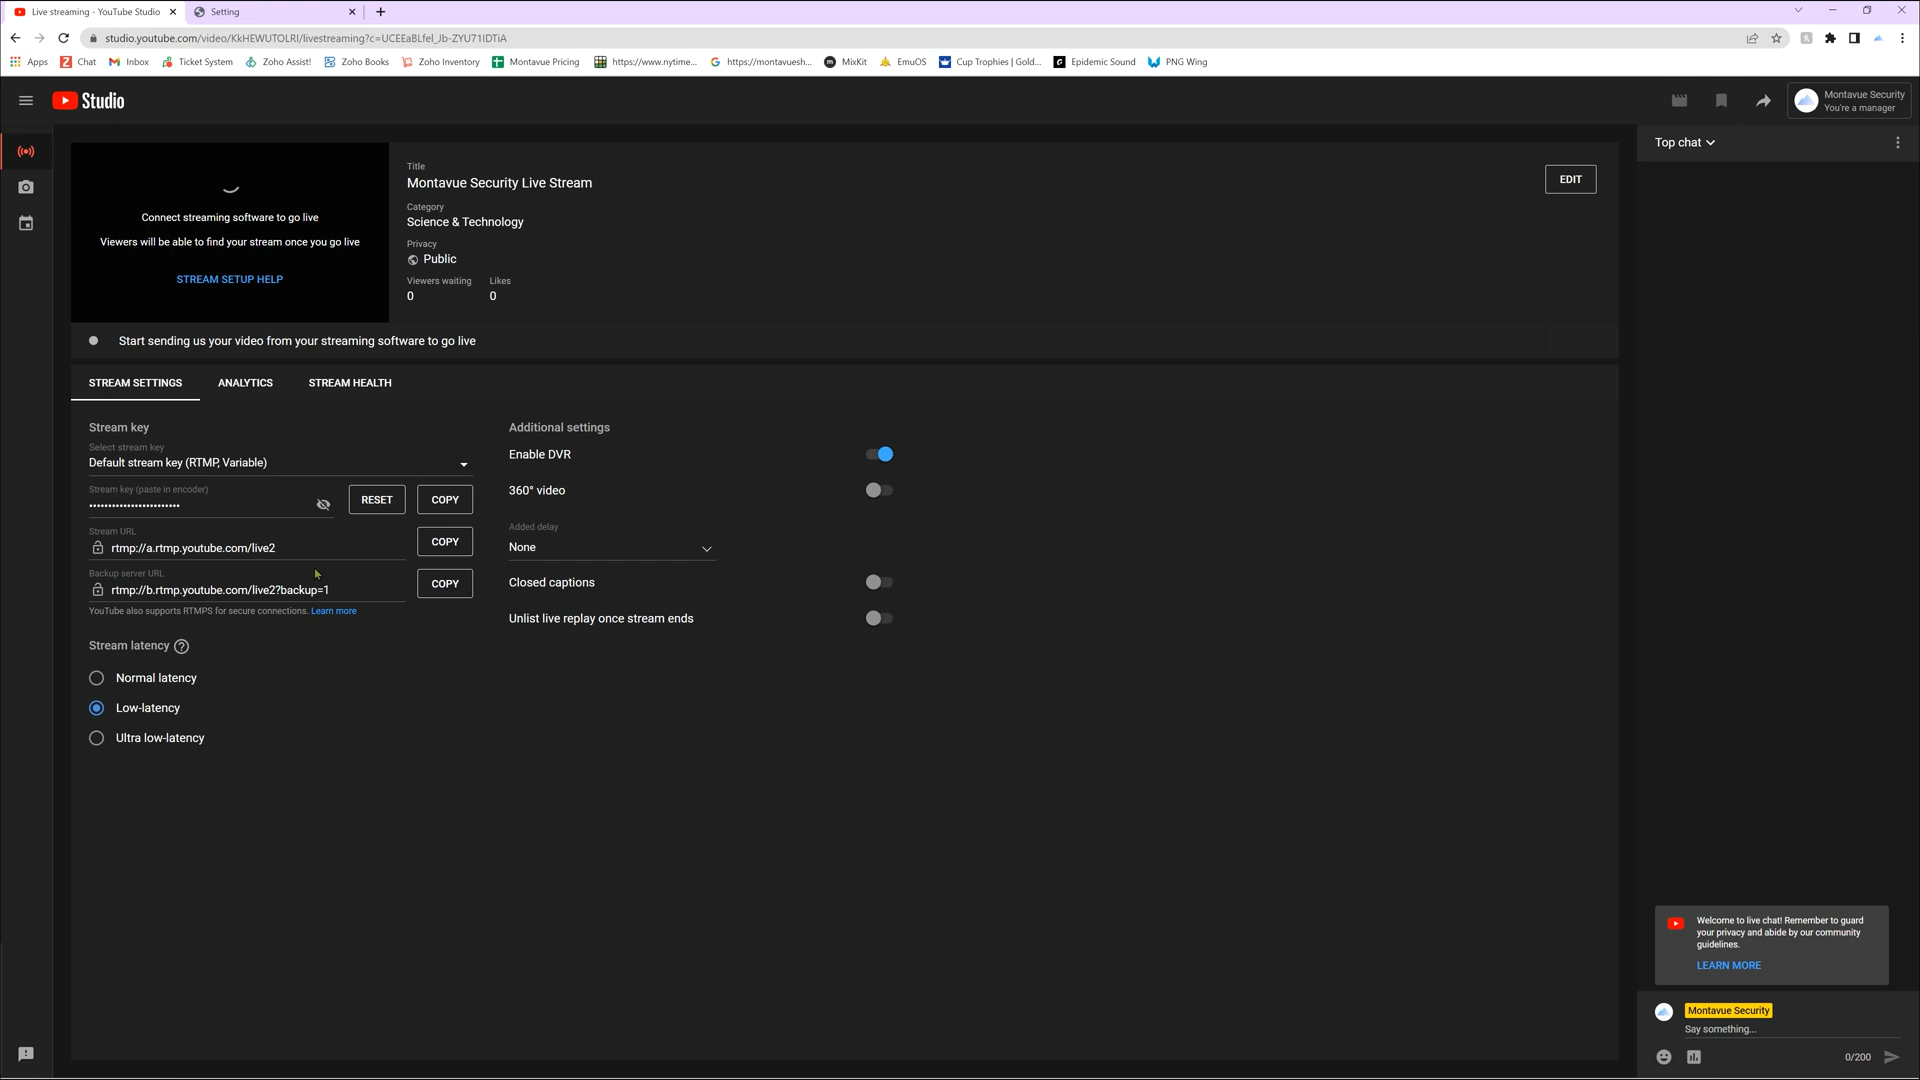 Live streaming - YouTube Studio
Setting
studio.youtube.com/video/KkHEWUTOLRI/livestreaming?c=UCEEaBLfel_Jb-ZYU71IDTiA
Apps
Chat
Inbox
Ticket System
Zoho Assist!
Zoho Books
Zoho Inventory
Montavue Pricing
https://www.nytime...
https://montavuesh...
MixKit
EmuOS
Cup Trophies | Gold...
Epidemic Sound
PNG Wing
Studio
Montavue Security
You're a manager
Connect streaming software to go live
Viewers will be able to find your stream once you go live
STREAM SETUP HELP
Title
Montavue Security Live Stream
Category
Science & Technology
Privacy
Public
Viewers waiting
Likes
0
0
EDIT
Top chat
Start sending us your video from your streaming software to go live
STREAM SETTINGS
ANALYTICS
STREAM HEALTH
Stream key
Select stream key
Default stream key (RTMP, Variable)
Stream key (paste in encoder)
••••••••••••••••••••••••
RESET
COPY
Stream URL
rtmp://a.rtmp.youtube.com/live2
COPY
Backup server URL
rtmp://b.rtmp.youtube.com/live2?backup=1
COPY
YouTube also supports RTMPS for secure connections. Learn more
Stream latency
Normal latency
Low-latency
Ultra low-latency
Additional settings
Enable DVR
360° video
Added delay
None
Closed captions
Unlist live replay once stream ends
Welcome to live chat! Remember to guard
your privacy and abide by our community
guidelines.
LEARN MORE
Montavue Security
Say something...
0/200